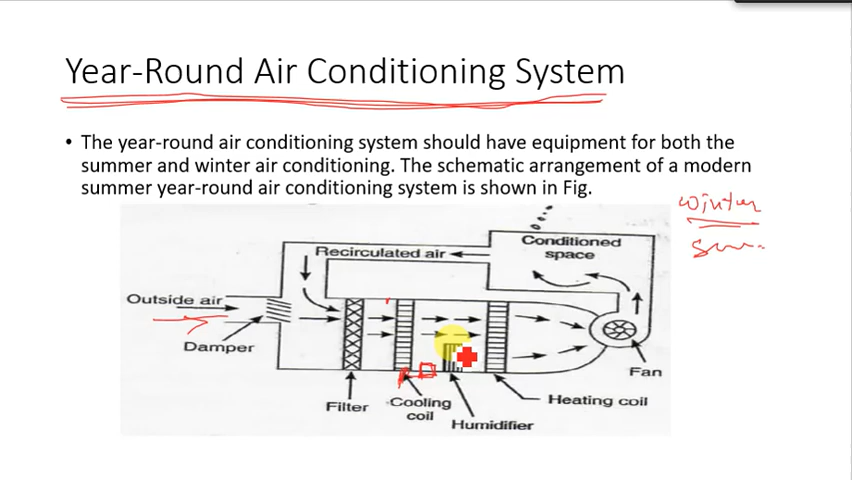 Year-Round Air Conditioning System
• The year-round air conditioning system should have equipment for both the
summer and winter air conditioning. The schematic arrangement of a modern
summer year-round air conditioning system is shown in Fig.
winter
Conditioned
space
Recirculated air
Outside air
Damper
Filter
Cooling
coil
Humidifier
Heating coil
Fan